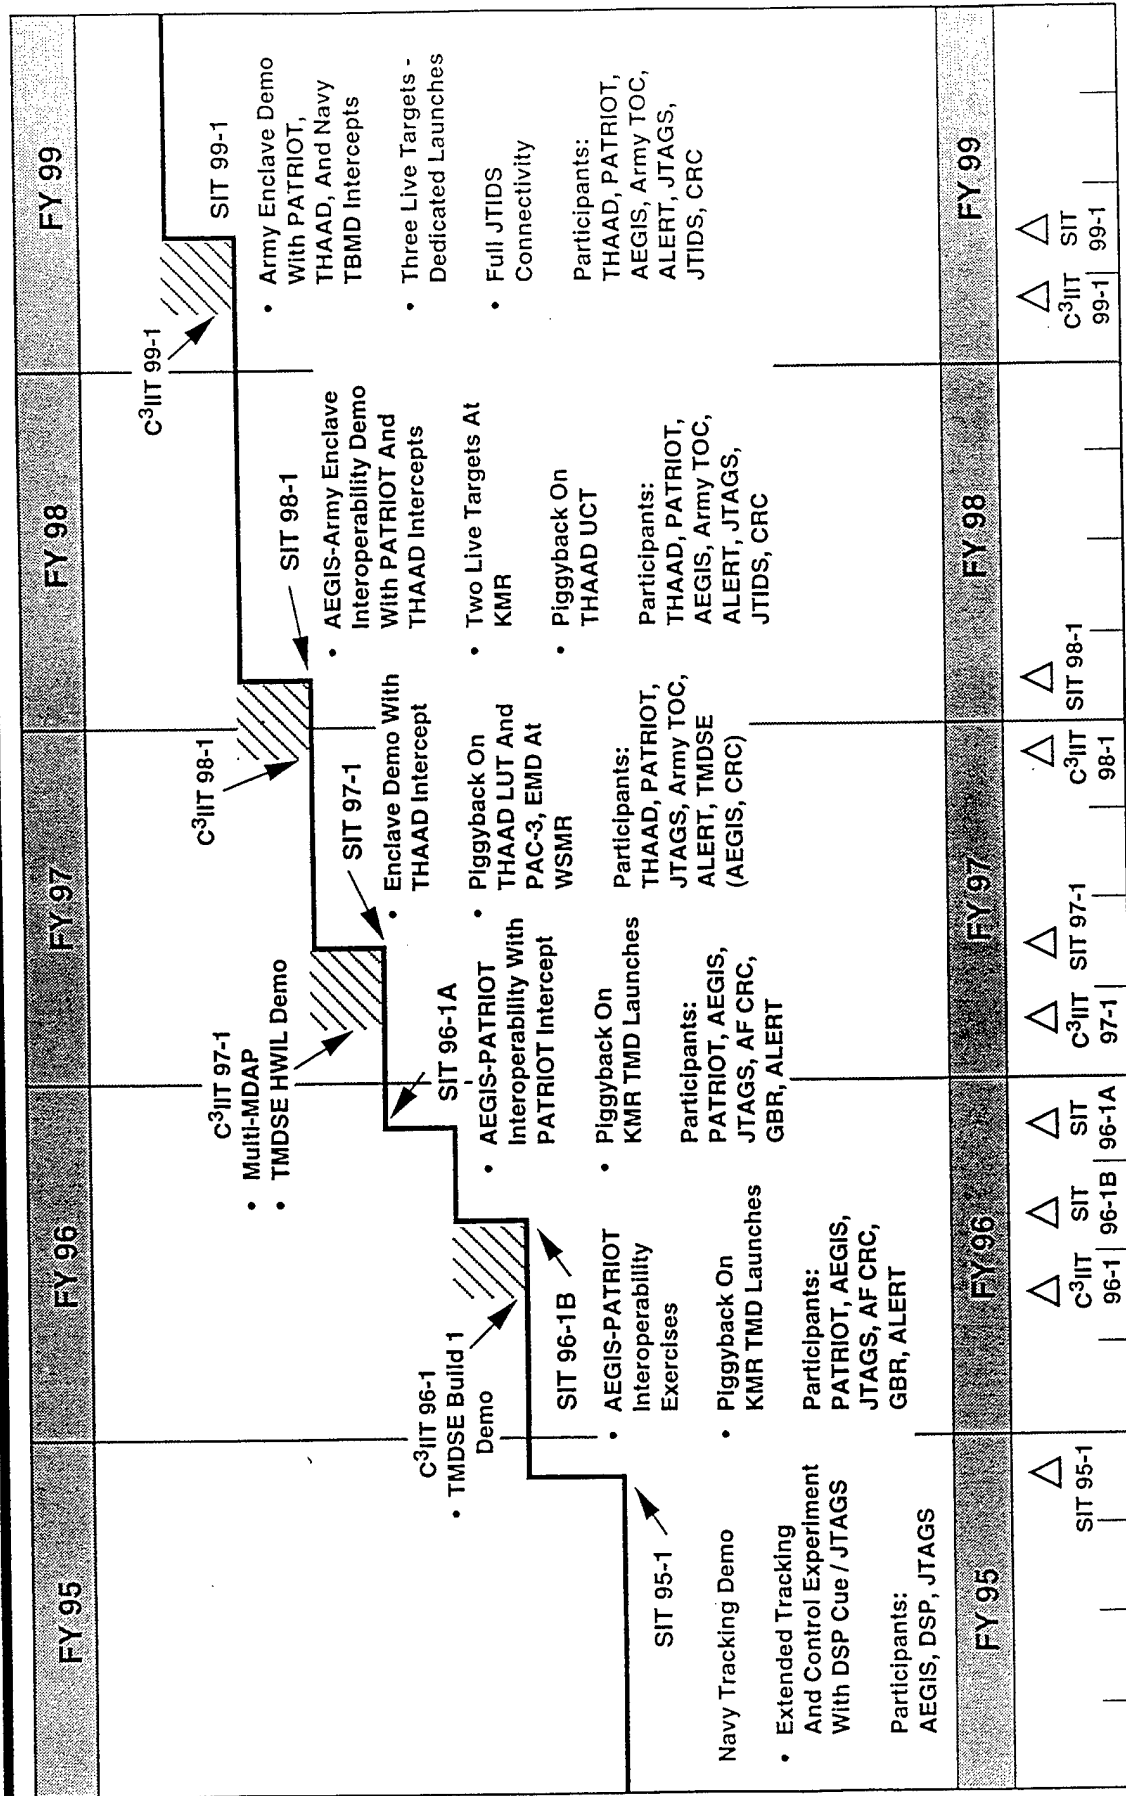 FY 95
FY 96
FY 97
FY 98
FY 99
SIT 95-1
Navy Tracking Demo
• Extended Tracking
And Control Experiment
With DSP Cue / JTAGS
Participants:
AEGIS, DSP, JTAGS
C³IIT 96-1
• TMDSE Build 1
Demo
SIT 96-1B
• AEGIS-PATRIOT
Interoperability
Exercises
• Piggyback On
KMR TMD Launches
Participants:
PATRIOT, AEGIS,
JTAGS, AF CRC,
GBR, ALERT
SIT 96-1A
• AEGIS-PATRIOT
Interoperability With
PATRIOT Intercept
• Piggyback On
KMR TMD Launches
Participants:
PATRIOT, AEGIS,
JTAGS, AF CRC,
GBR, ALERT
C³IIT 97-1
• Multi-MDAP
• TMDSE HWIL Demo
SIT 97-1
• Enclave Demo With
THAAD Intercept
• Piggyback On
THAAD LUT And
PAC-3, EMD At
WSMR
Participants:
THAAD, PATRIOT,
JTAGS, Army TOC,
ALERT, TMDSE
(AEGIS, CRC)
C³IIT 98-1
SIT 98-1
• AEGIS-Army Enclave
Interoperability Demo
With PATRIOT And
THAAD Intercepts
• Two Live Targets At
KMR
• Piggyback On
THAAD UCT
Participants:
THAAD, PATRIOT,
AEGIS, Army TOC,
ALERT, JTAGS,
JTIDS, CRC
C³IIT 99-1
SIT 99-1
• Army Enclave Demo
With PATRIOT,
THAAD, And Navy
TBMD Intercepts
• Three Live Targets -
Dedicated Launches
• Full JTIDS
Connectivity
Participants:
THAAD, PATRIOT,
AEGIS, Army TOC,
ALERT, JTAGS,
JTIDS, CRC
FY 95
FY 96
FY 97
FY 98
FY 99
SIT 95-1
C³IIT
96-1
SIT
96-1B
SIT
96-1A
C³IIT
97-1
SIT 97-1
C³IIT
98-1
SIT 98-1
C³IIT
99-1
SIT
99-1